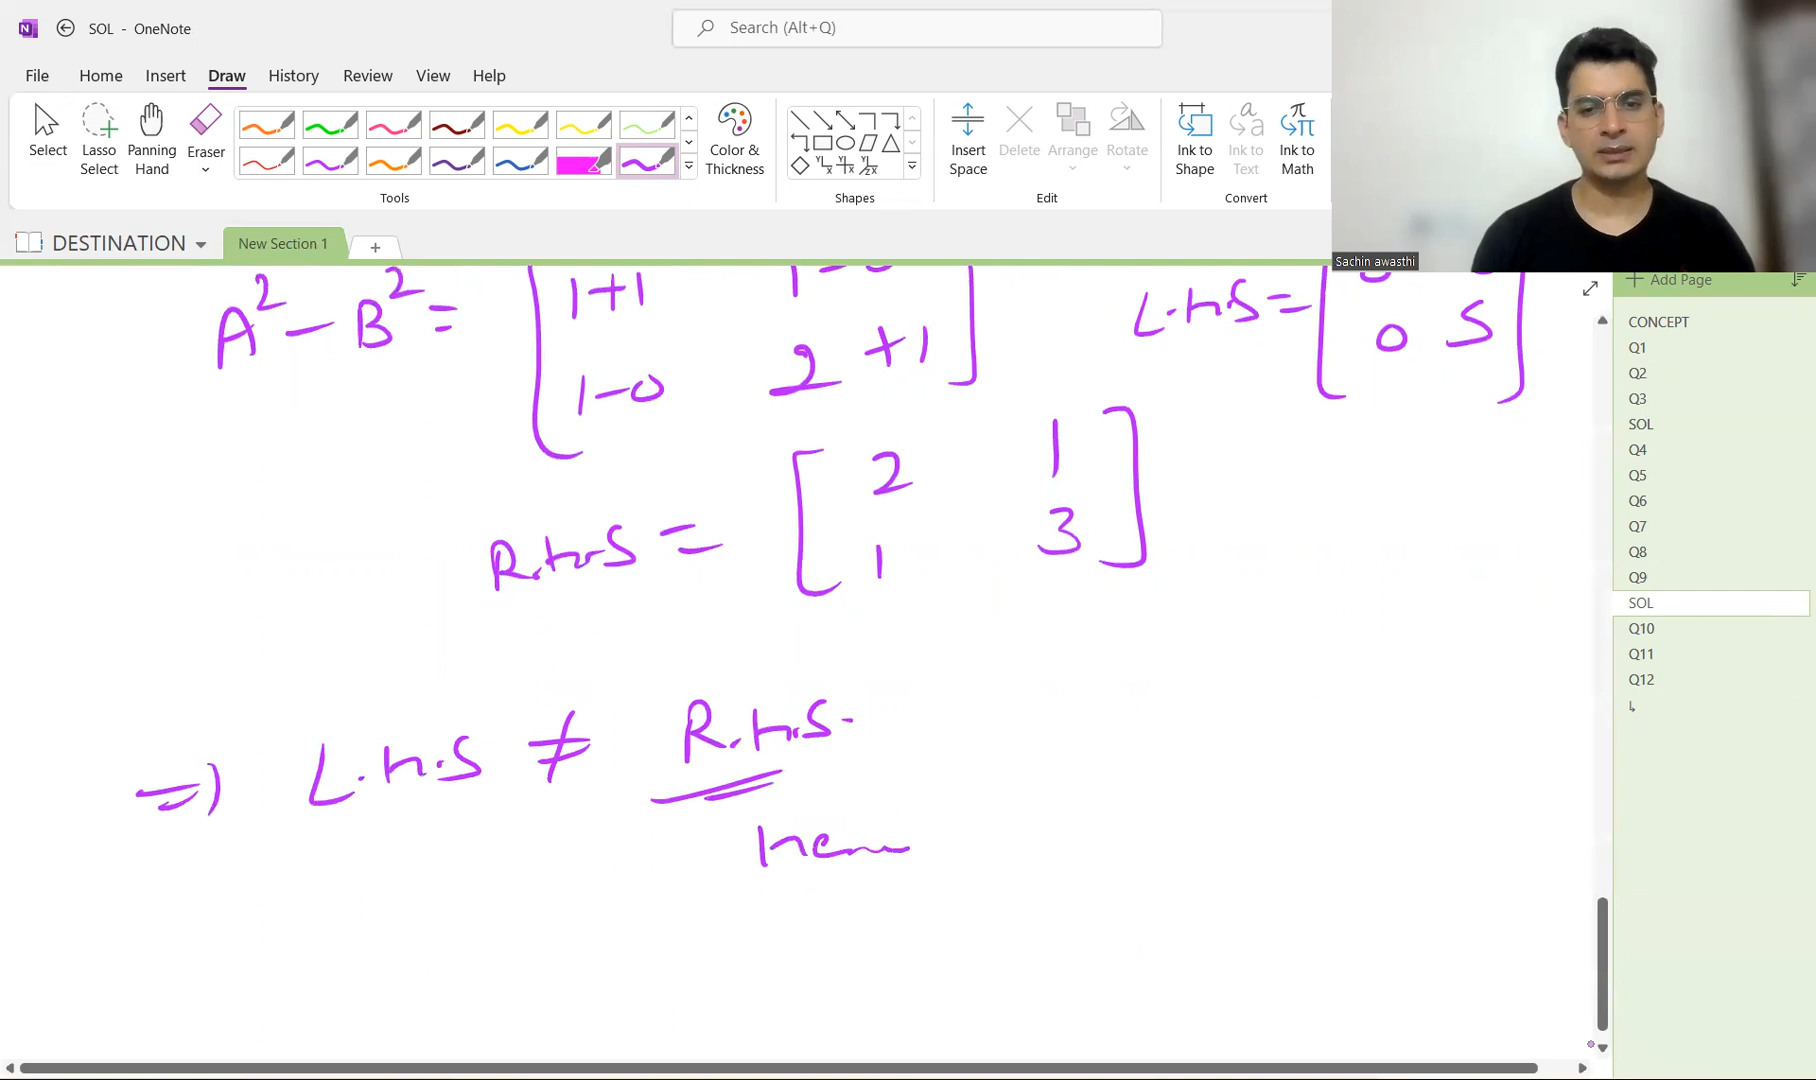 SOL - OneNote
Search (Alt+Q)
File Home Insert Draw History Review View Help
Select
Lasso Select
Panning Hand
Eraser
Color & Thickness
Insert Space
Delete
Arrange
Rotate
Ink to Shape
Ink to Text
Ink to Math
Tools
Shapes
Edit
Convert
Sachin awasthi
DESTINATION
New Section 1
+
Add Page
CONCEPT
Q1
Q2
Q3
SOL
Q4
Q5
Q6
Q7
Q8
Q9
SOL
Q10
Q11
Q12
A² - B² =
1+1
1-0 2+1
L.H.S =
0 5
R.H.S = [ 2 1
1 3 ]
=> L.H.S ≠ R.H.S.